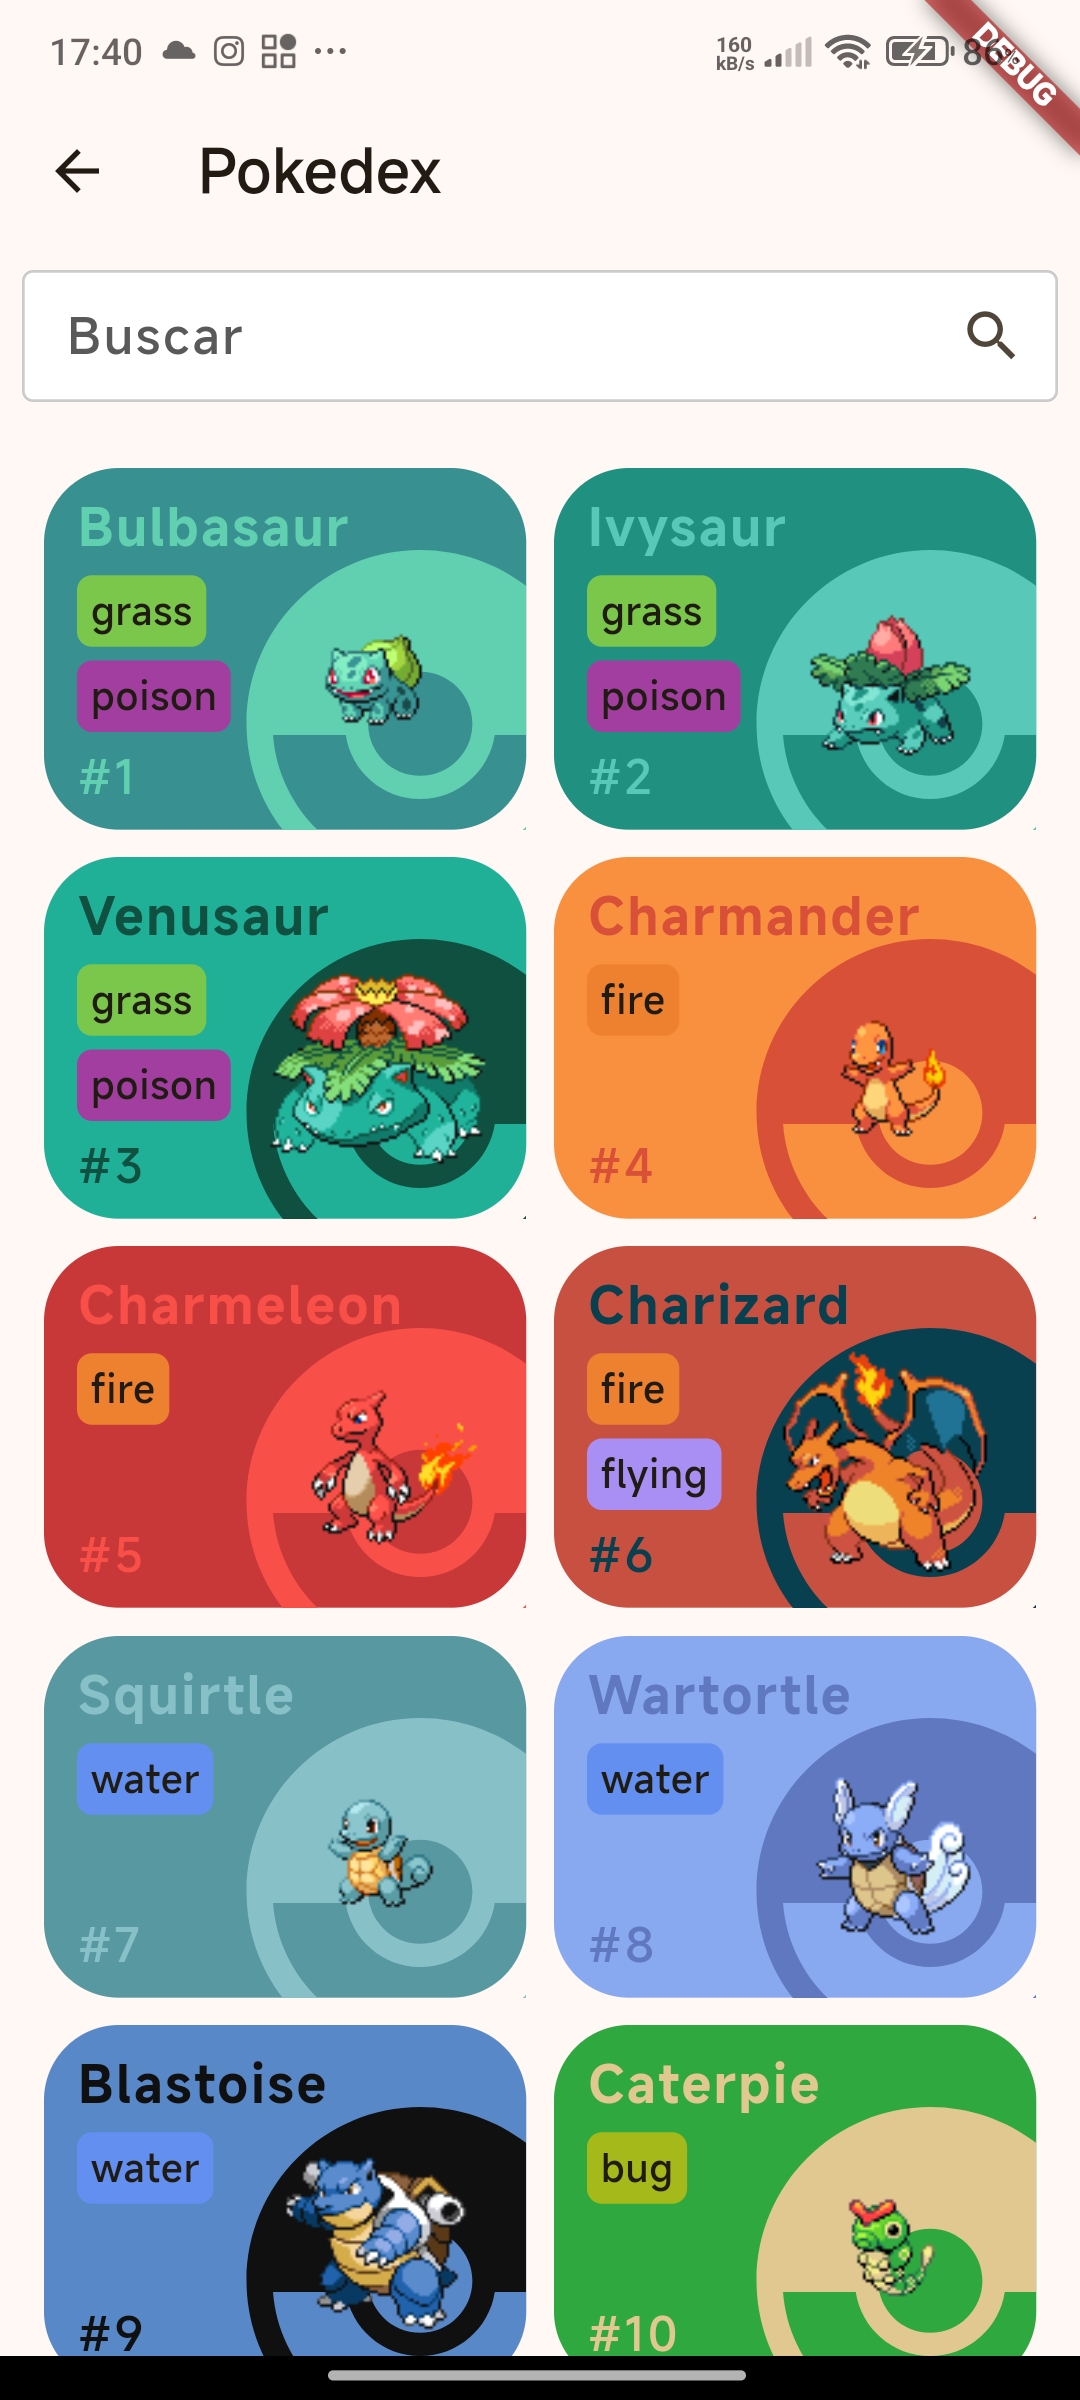 17:40
160
kB/s
86%
DEBUG
Pokedex
Buscar
Bulbasaur
grass
poison
#1
Ivysaur
grass
poison
#2
Venusaur
grass
poison
#3
Charmander
fire
#4
Charmeleon
fire
#5
Charizard
fire
flying
#6
Squirtle
water
#7
Wartortle
water
#8
Blastoise
water
#9
Caterpie
bug
#10